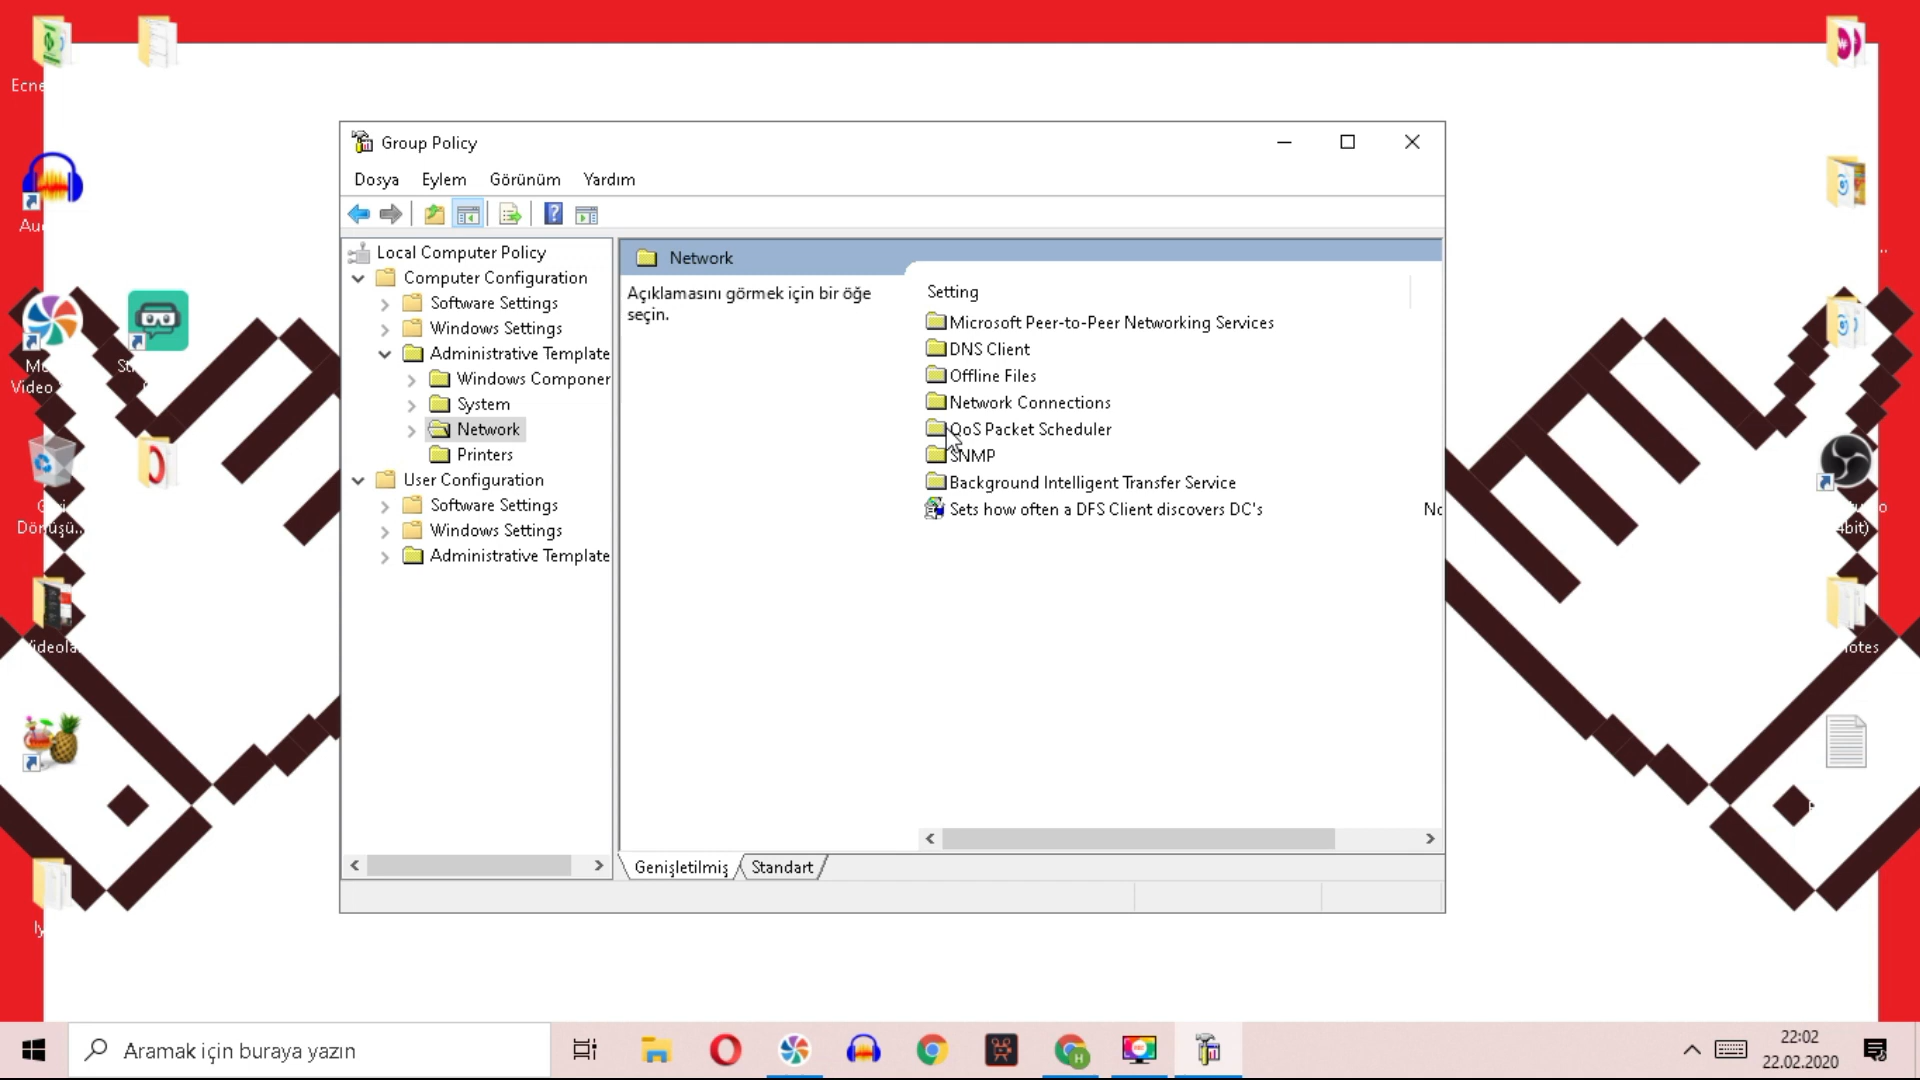 Group Policy
Dosya Eylem Görünüm Yardım
Local Computer Policy
Computer Configuration
Software Settings
Windows Settings
Administrative Template
Windows Componer
System
Network
Printers
User Configuration
Software Settings
Windows Settings
Administrative Template
Network
Açıklamasını görmek için bir öğe
seçin.
Setting
Microsoft Peer-to-Peer Networking Services
DNS Client
Offline Files
Network Connections
QoS Packet Scheduler
SNMP
Background Intelligent Transfer Service
Sets how often a DFS Client discovers DC's
Nc
Genişletilmiş Standart
Ecne
Au
Video
Dönüşü...
Aramak için buraya yazın
22:02
22.02.2020